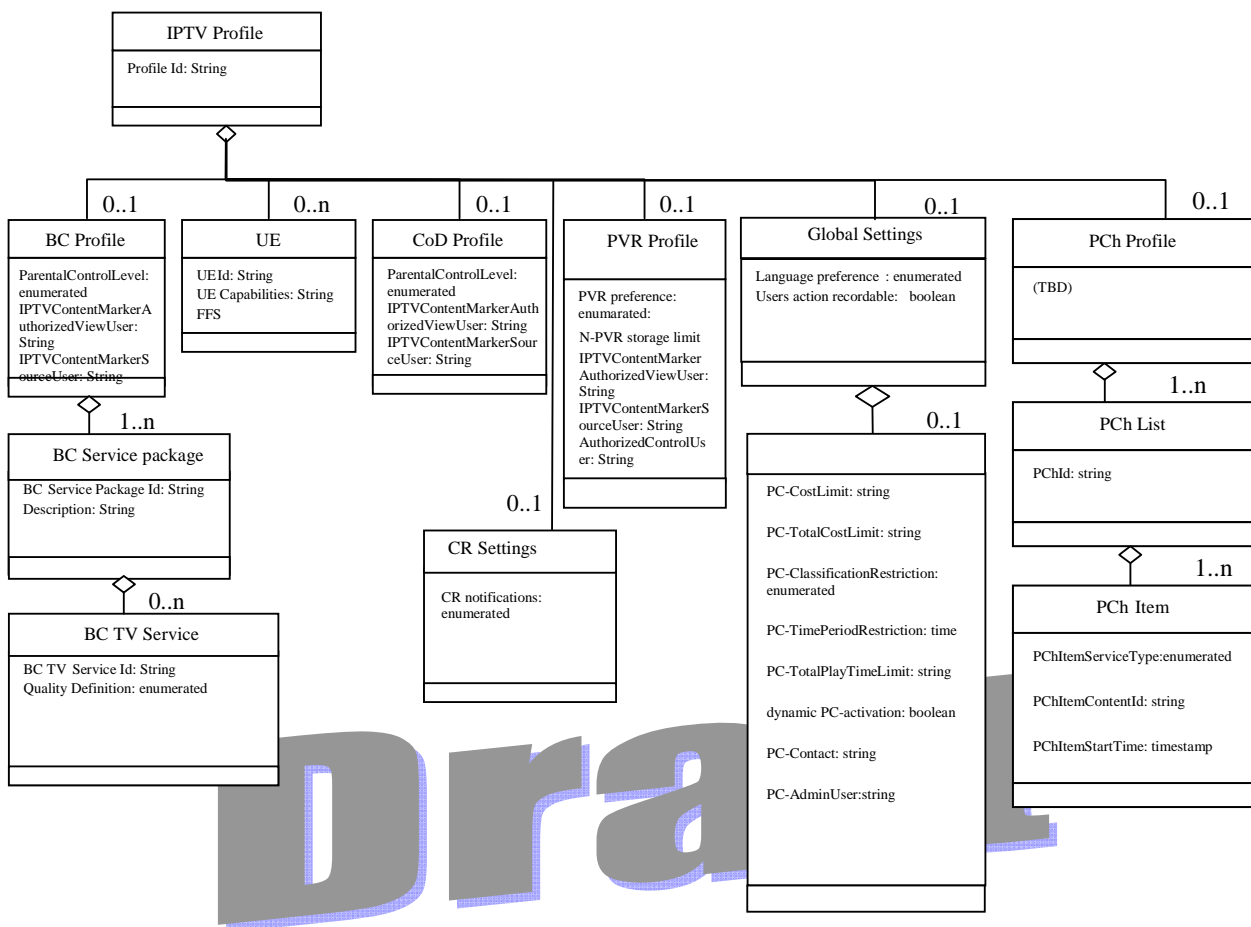 IPTV Profile
Profile Id: String
0..1
0..n
0..1
0..1
0..1
0..1
BC Profile
ParentalControlLevel:
enumerated
IPTVContentMarkerA
uthorizedViewUser:
String
IPTVContentMarkerS
ourceUser: String
UE
UEId: String
UE Capabilities: String
FFS
CoD Profile
ParentalControlLevel:
enumerated
IPTVContentMarkerAuth
orizedViewUser: String
IPTVContentMarkerSour
ceUser: String
PVR Profile
PVR preference:
enumarated:
N-PVR storage limit
IPTVContentMarker
AuthorizedViewUser:
String
IPTVContentMarkerS
ourceUser: String
AuthorizedControlUs
er: String
Global Settings
Language preference : enumerated
Users action recordable: boolean
PCh Profile
(TBD)
1..n
BC Service package
BC Service Package Id: String
Description: String
0..n
BC TV Service
BC TV Service Id: String
Quality Definition: enumerated
0..1
CR Settings
CR notifications:
enumerated
0..1
PC-CostLimit: string
PC-TotalCostLimit: string
PC-ClassificationRestriction:
enumerated
PC-TimePeriodRestriction: time
PC-TotalPlayTimeLimit: string
dynamic PC-activation: boolean
PC-Contact: string
PC-AdminUser:string
1..n
PCh List
PChId: string
1..n
PCh Item
PChItemServiceType:enumerated
PChItemContentId: string
PChItemStartTime: timestamp
Draft